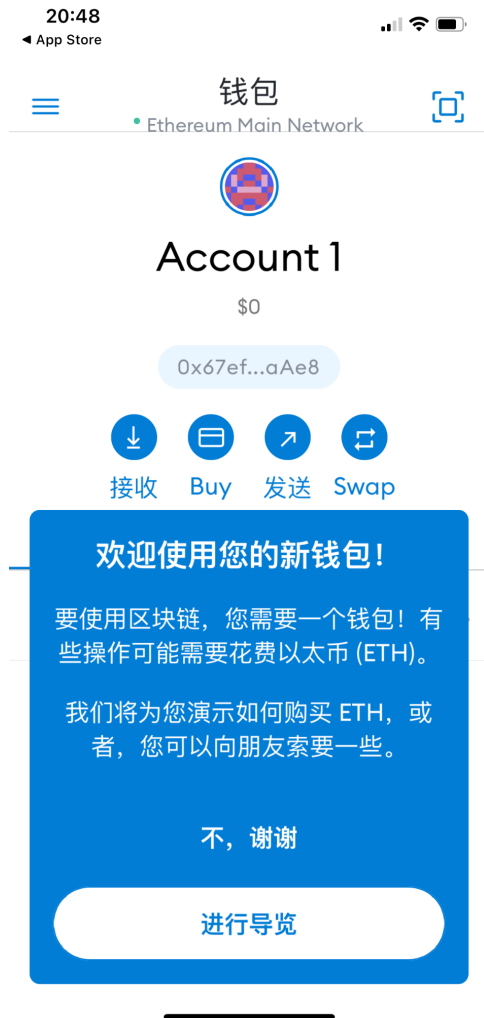 20:48
◀ App Store
钱包
Ethereum Main Network
Account 1
$0
0x67ef...aAe8
接收 Buy 发送 Swap
欢迎使用您的新钱包！
要使用区块链，您需要一个钱包！有
些操作可能需要花费以太币 (ETH)。
我们将为您演示如何购买 ETH，或
者，您可以向朋友索要一些。
不，谢谢
进行导览